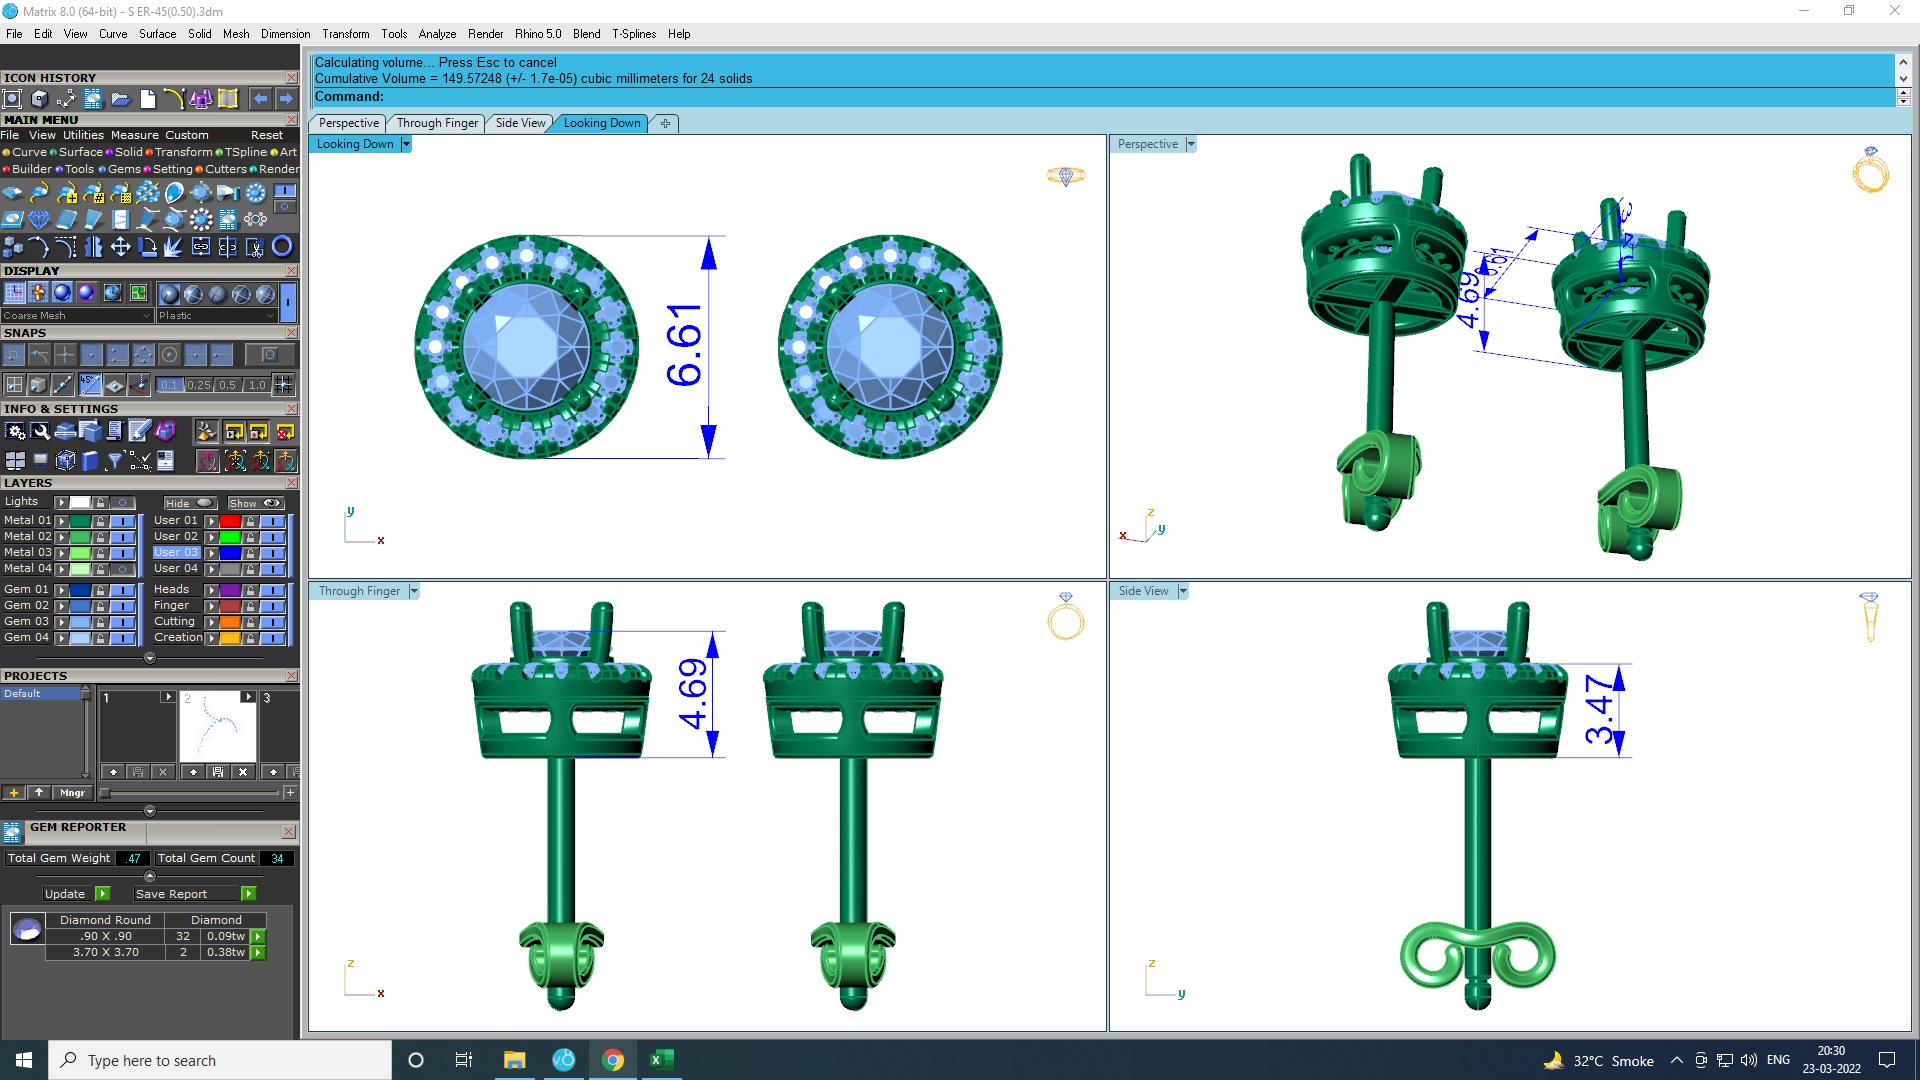 Matrix 8.0 (64-bit) - S ER-45(0.50).3dm
File Edit View Curve Surface Solid Mesh Dimension Transform Tools Analyze Render Rhino 5.0 Blend T-Splines Help
Calculating volume... Press Esc to cancel
Cumulative Volume = 149.57248 (+/- 1.7e-05) cubic millimeters for 24 solids
Command:
Perspective Through Finger Side View Looking Down
ICON HISTORY
MAIN MENU
File View Utilities Measure Custom Reset
Curve Surface Solid Transform TSpline Art
Builder Tools Gems Setting Cutters Render
DISPLAY
Coarse Mesh Plastic
SNAPS
45°
0.1 0.25 0.5 1.0
INFO & SETTINGS
LAYERS
Lights Hide Show
Metal 01 User 01
Metal 02 User 02
Metal 03 User 03
Metal 04 User 04
Gem 01 Heads
Gem 02 Finger
Gem 03 Cutting
Gem 04 Creation
PROJECTS
Default
1 2 3
Mngr
GEM REPORTER
Total Gem Weight .47 Total Gem Count 34
Update Save Report
Diamond Round Diamond
.90 X .90 32 0.09tw
3.70 X 3.70 2 0.38tw
Looking Down
6.61
y
x
Perspective
6.61
4.69
z
x y
Through Finger
4.69
z
x
Side View
3.47
z
y
Type here to search
32°C Smoke
ENG
20:30
23-03-2022